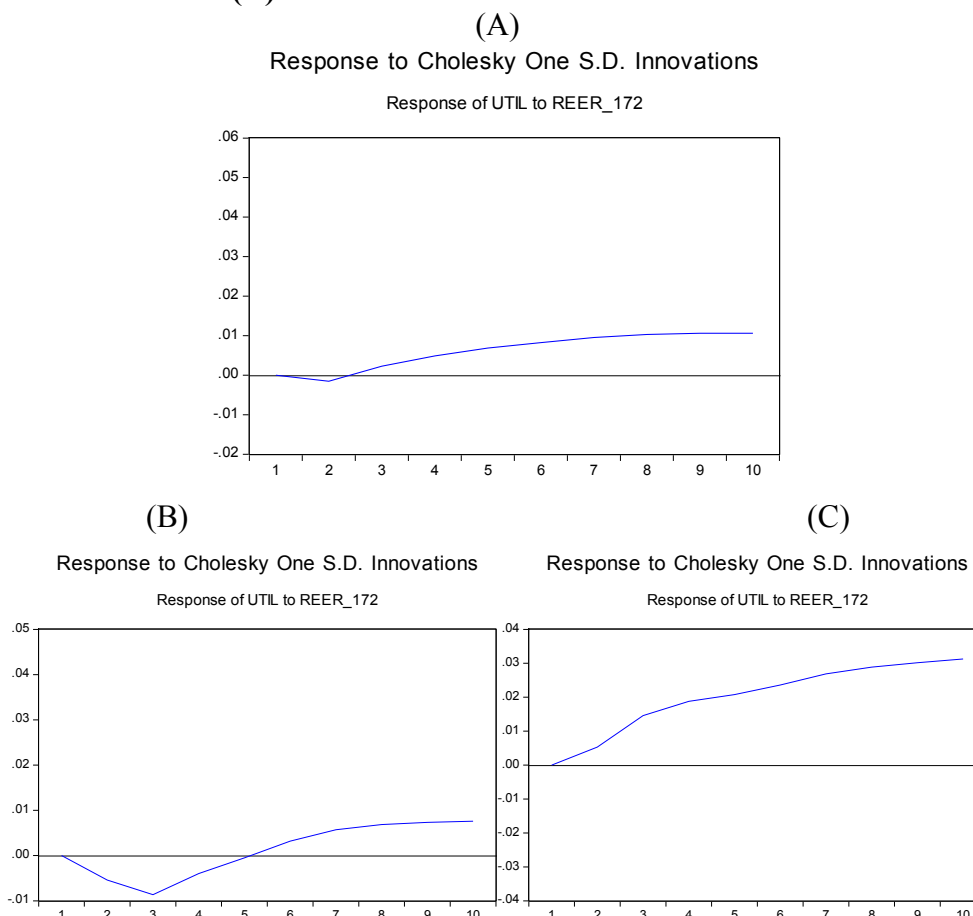 (A)
Response to Cholesky One S.D. Innovations
Response of UTIL to REER_172
.06
.05
.04
.03
.02
.01
.00
-.01
-.02
1 2 3 4 5 6 7 8 9 10
(B)
Response to Cholesky One S.D. Innovations
Response of UTIL to REER_172
.05
.04
.03
.02
.01
.00
-.01
1 2 3 4 5 6 7 8 9 10
(C)
Response to Cholesky One S.D. Innovations
Response of UTIL to REER_172
.04
.03
.02
.01
.00
-.01
-.02
-.03
-.04
1 2 3 4 5 6 7 8 9 10